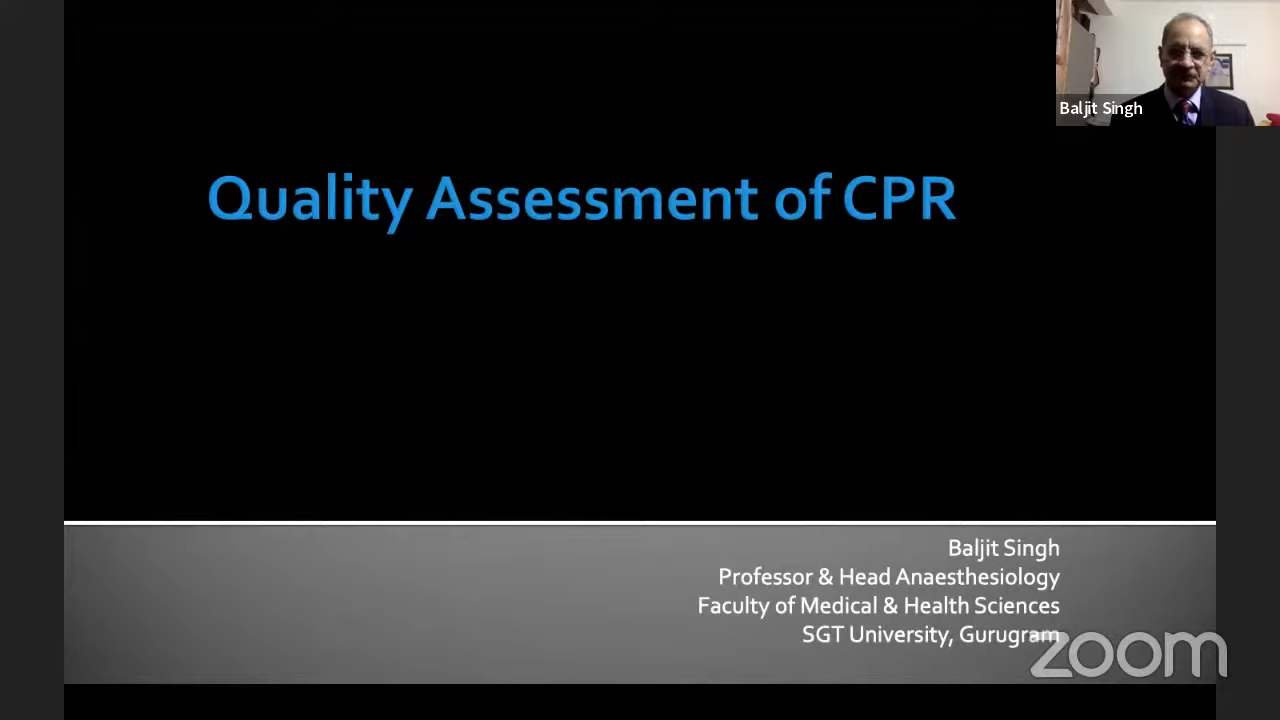 Baljit Singh
Quality Assessment of CPR
Baljit Singh
Professor & Head Anaesthesiology
Faculty of Medical & Health Sciences
SGT University, Gurugram
zoom